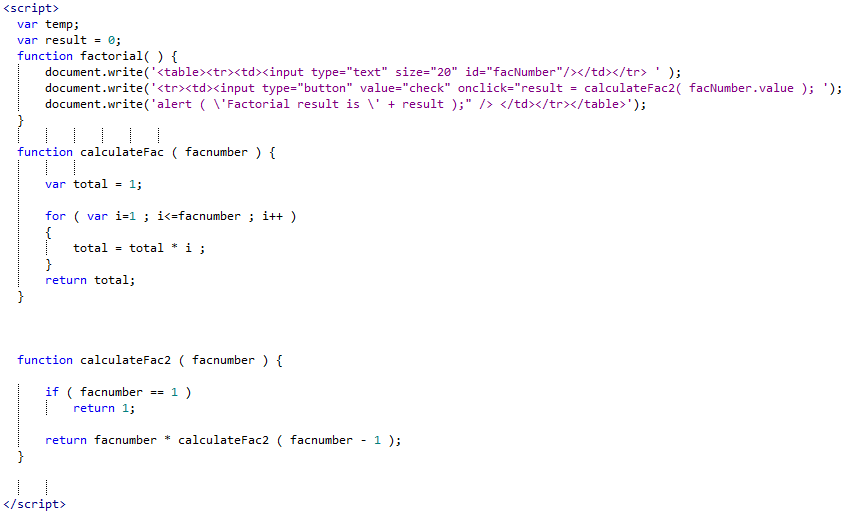 <script>
var temp;
var result = 0;
function factorial( ) {
document.write('<table><tr><td><input type="text" size="20" id="facNumber"/></td></tr> ' );
document.write('<tr><td><input type="button" value="check" onclick="result = calculateFac2( facNumber.value ); ');
document.write('alert ( \'Factorial result is \' + result );" /> </td></tr></table>');
}
function calculateFac ( facnumber ) {
var total = 1;
for ( var i=1 ; i<=facnumber ; i++ )
{
total = total * i ;
}
return total;
}
function calculateFac2 ( facnumber ) {
if ( facnumber == 1 )
return 1;
return facnumber * calculateFac2 ( facnumber - 1 );
}
</script>